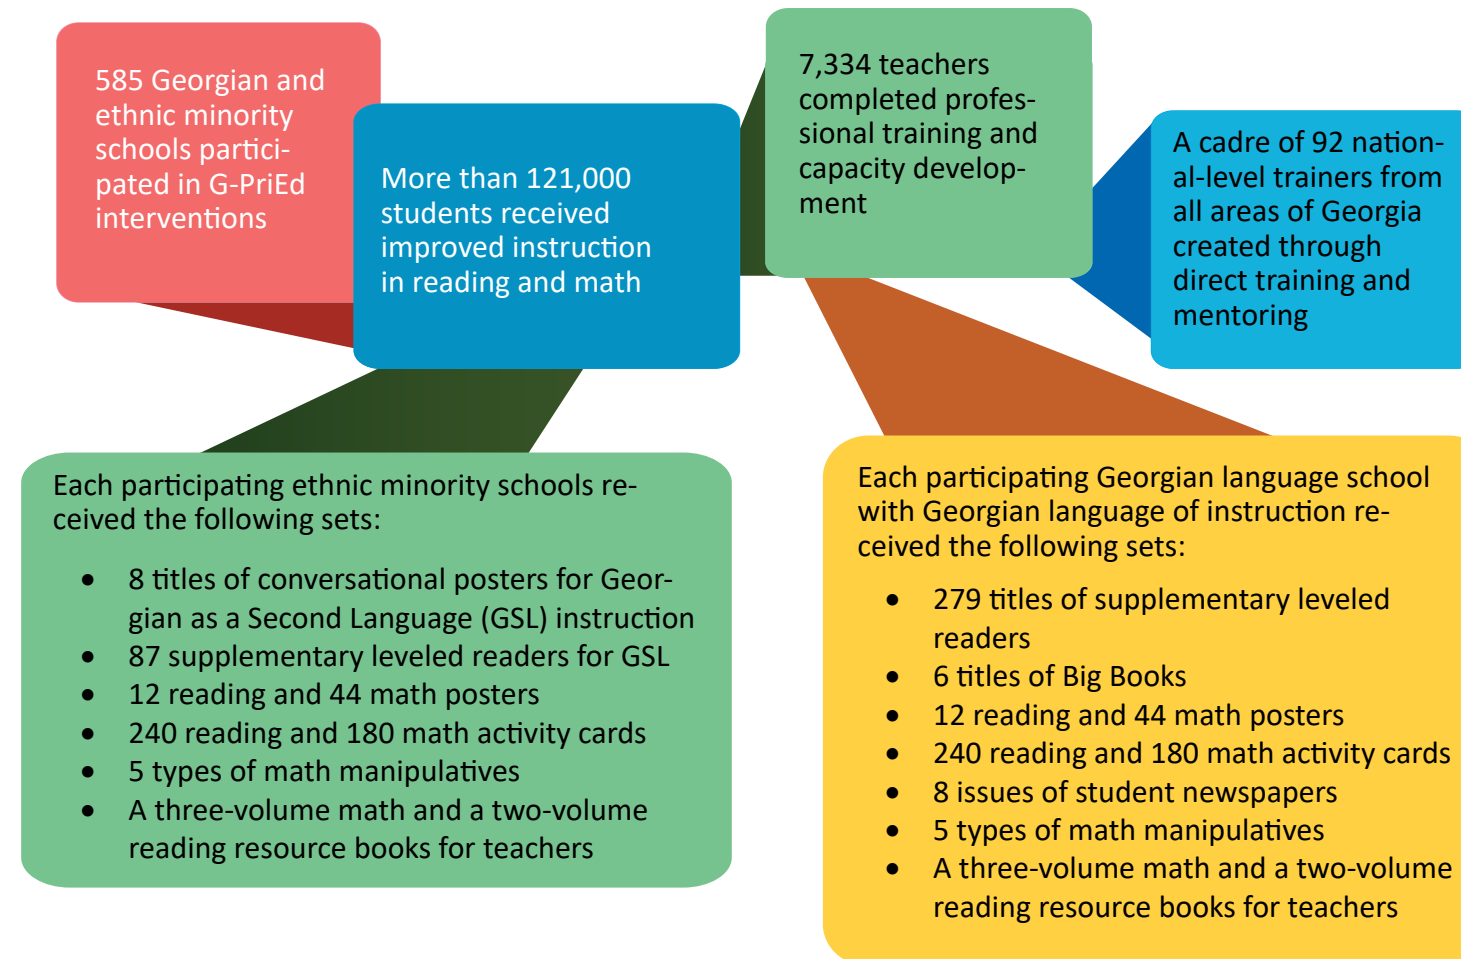 585 Georgian and
ethnic minority
schools partici-
pated in G-PriEd
interventions
More than 121,000
students received
improved instruction
in reading and math
7,334 teachers
completed profes-
sional training and
capacity develop-
ment
A cadre of 92 nation-
al-level trainers from
all areas of Georgia
created through
direct training and
mentoring
Each participating ethnic minority schools re-
ceived the following sets:
• 8 titles of conversational posters for Geor-
gian as a Second Language (GSL) instruction
• 87 supplementary leveled readers for GSL
• 12 reading and 44 math posters
• 240 reading and 180 math activity cards
• 5 types of math manipulatives
• A three-volume math and a two-volume
reading resource books for teachers
Each participating Georgian language school
with Georgian language of instruction re-
ceived the following sets:
• 279 titles of supplementary leveled
readers
• 6 titles of Big Books
• 12 reading and 44 math posters
• 240 reading and 180 math activity cards
• 8 issues of student newspapers
• 5 types of math manipulatives
• A three-volume math and a two-volume
reading resource books for teachers